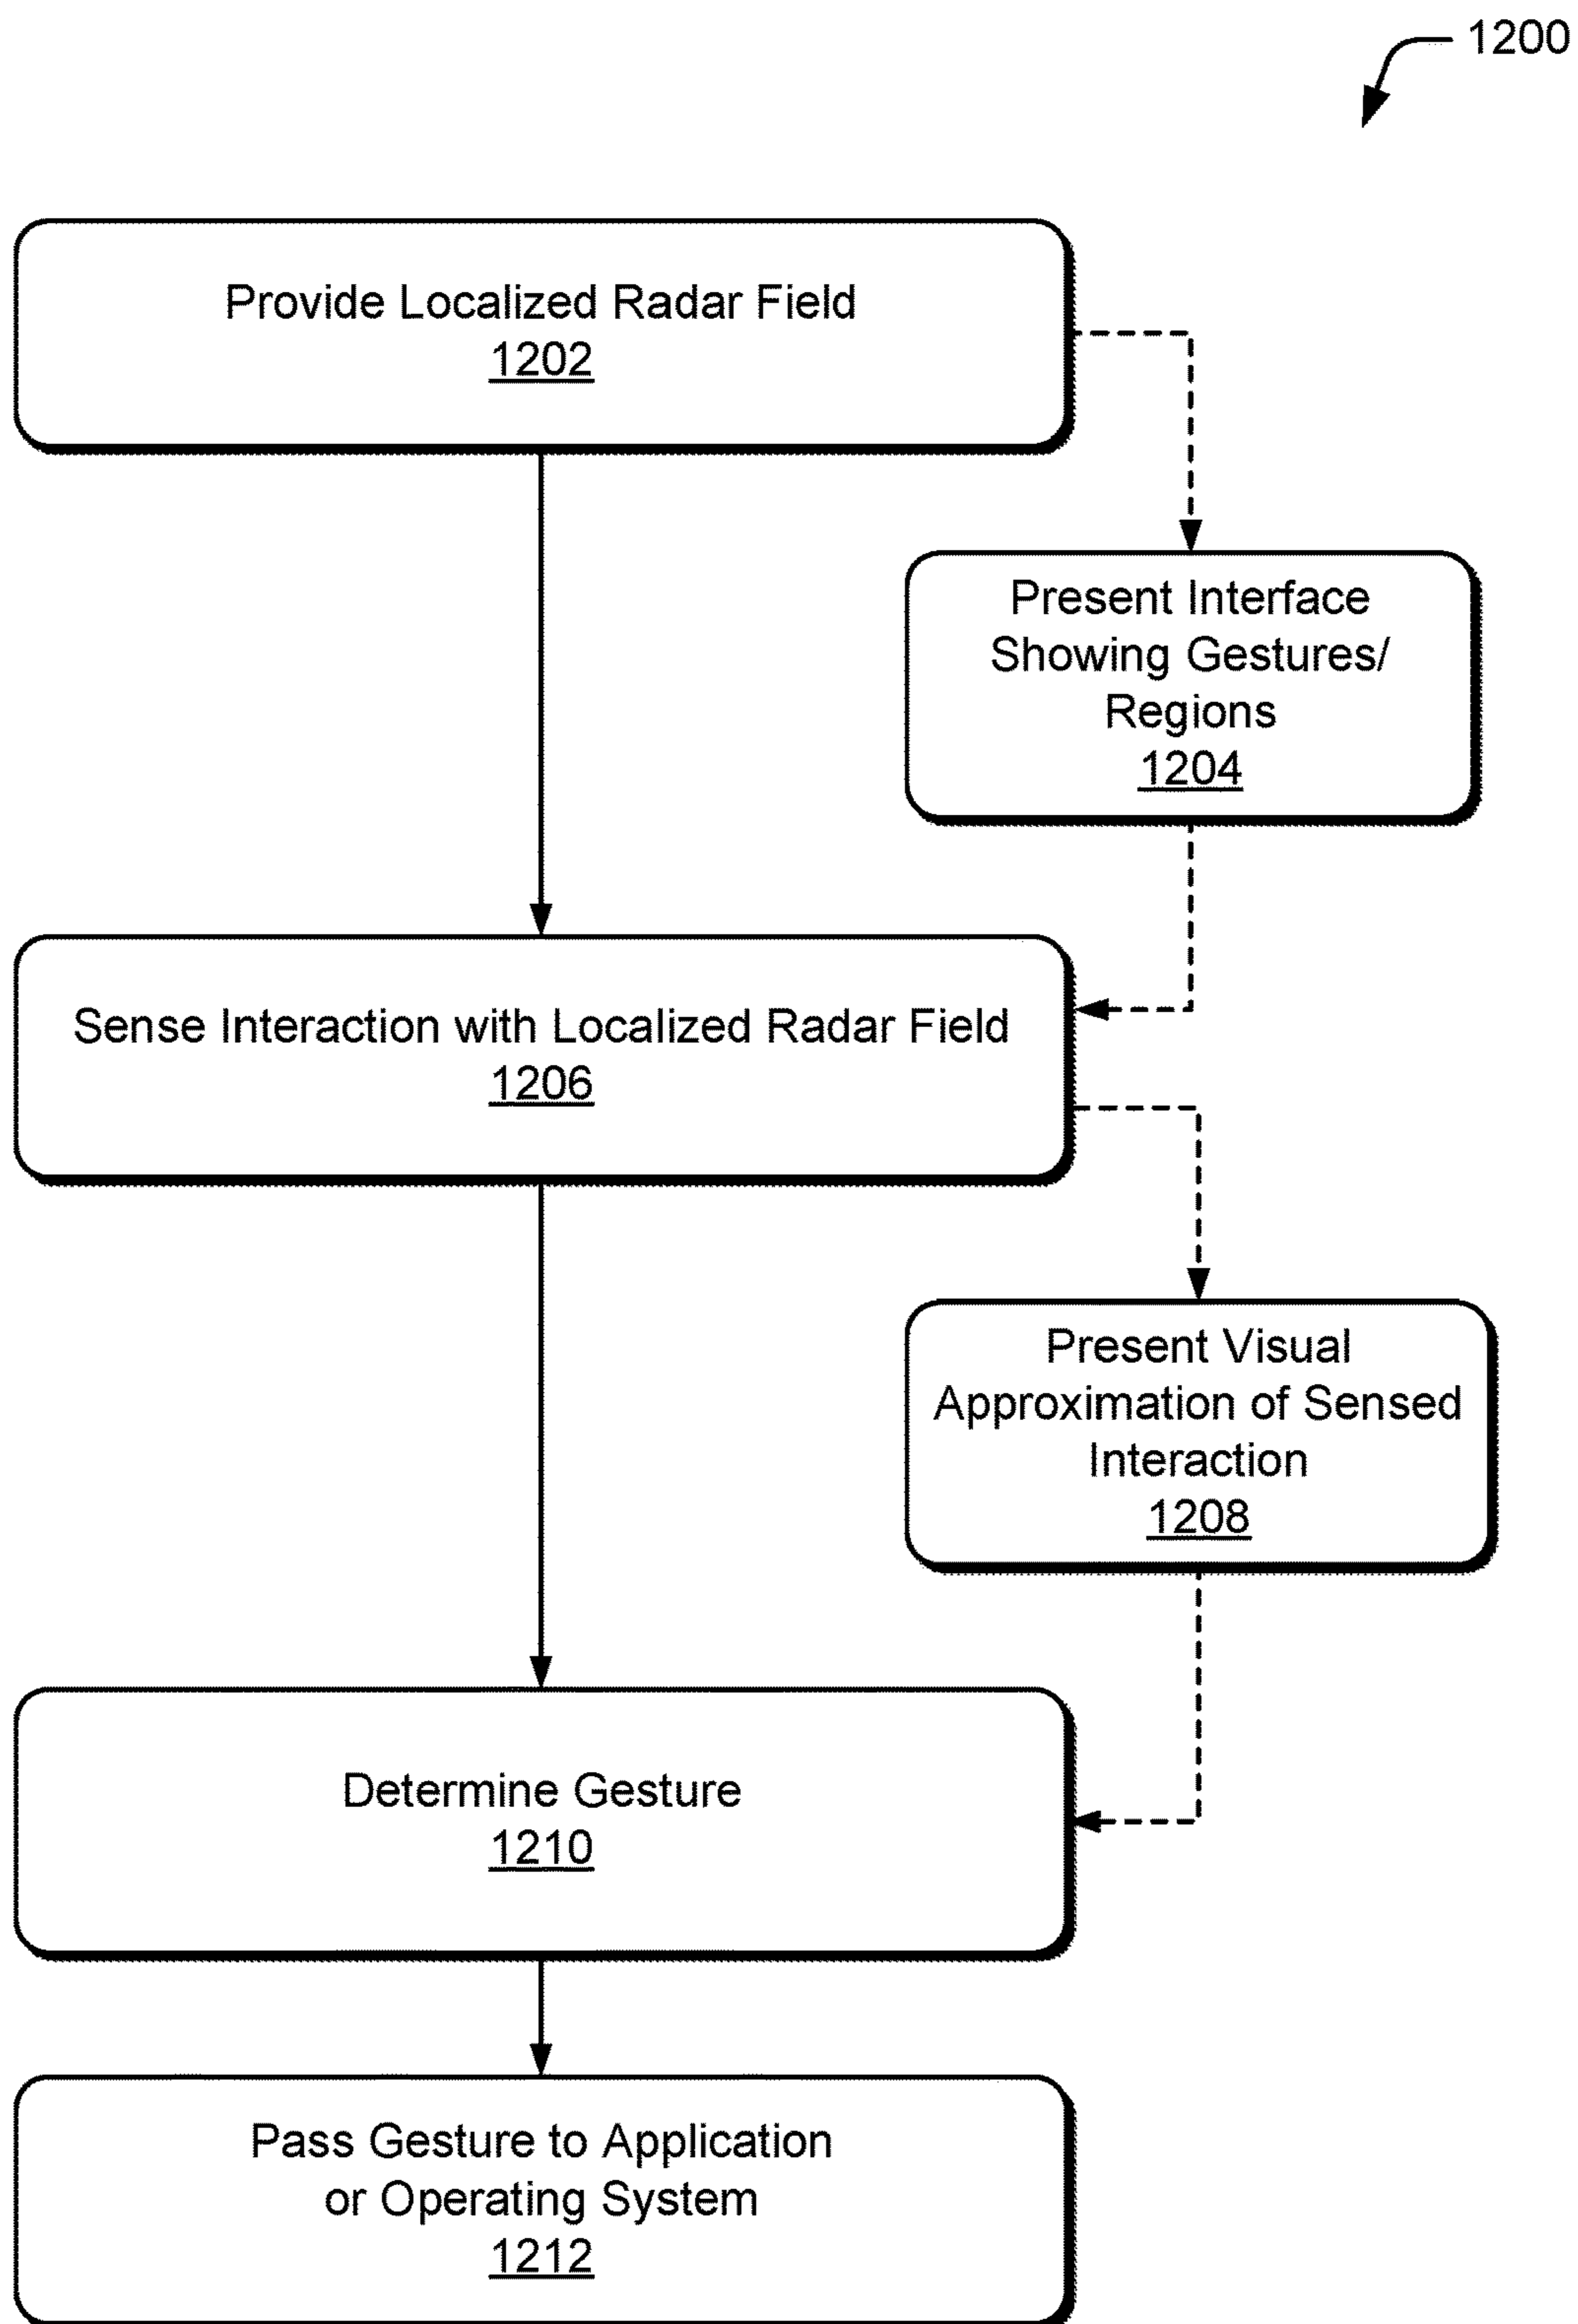 1200
Provide Localized Radar Field
1202
Present Interface
Showing Gestures/
Regions
1204
Sense Interaction with Localized Radar Field
1206
Present Visual
Approximation of Sensed
Interaction
1208
Determine Gesture
1210
Pass Gesture to Application
or Operating System
1212